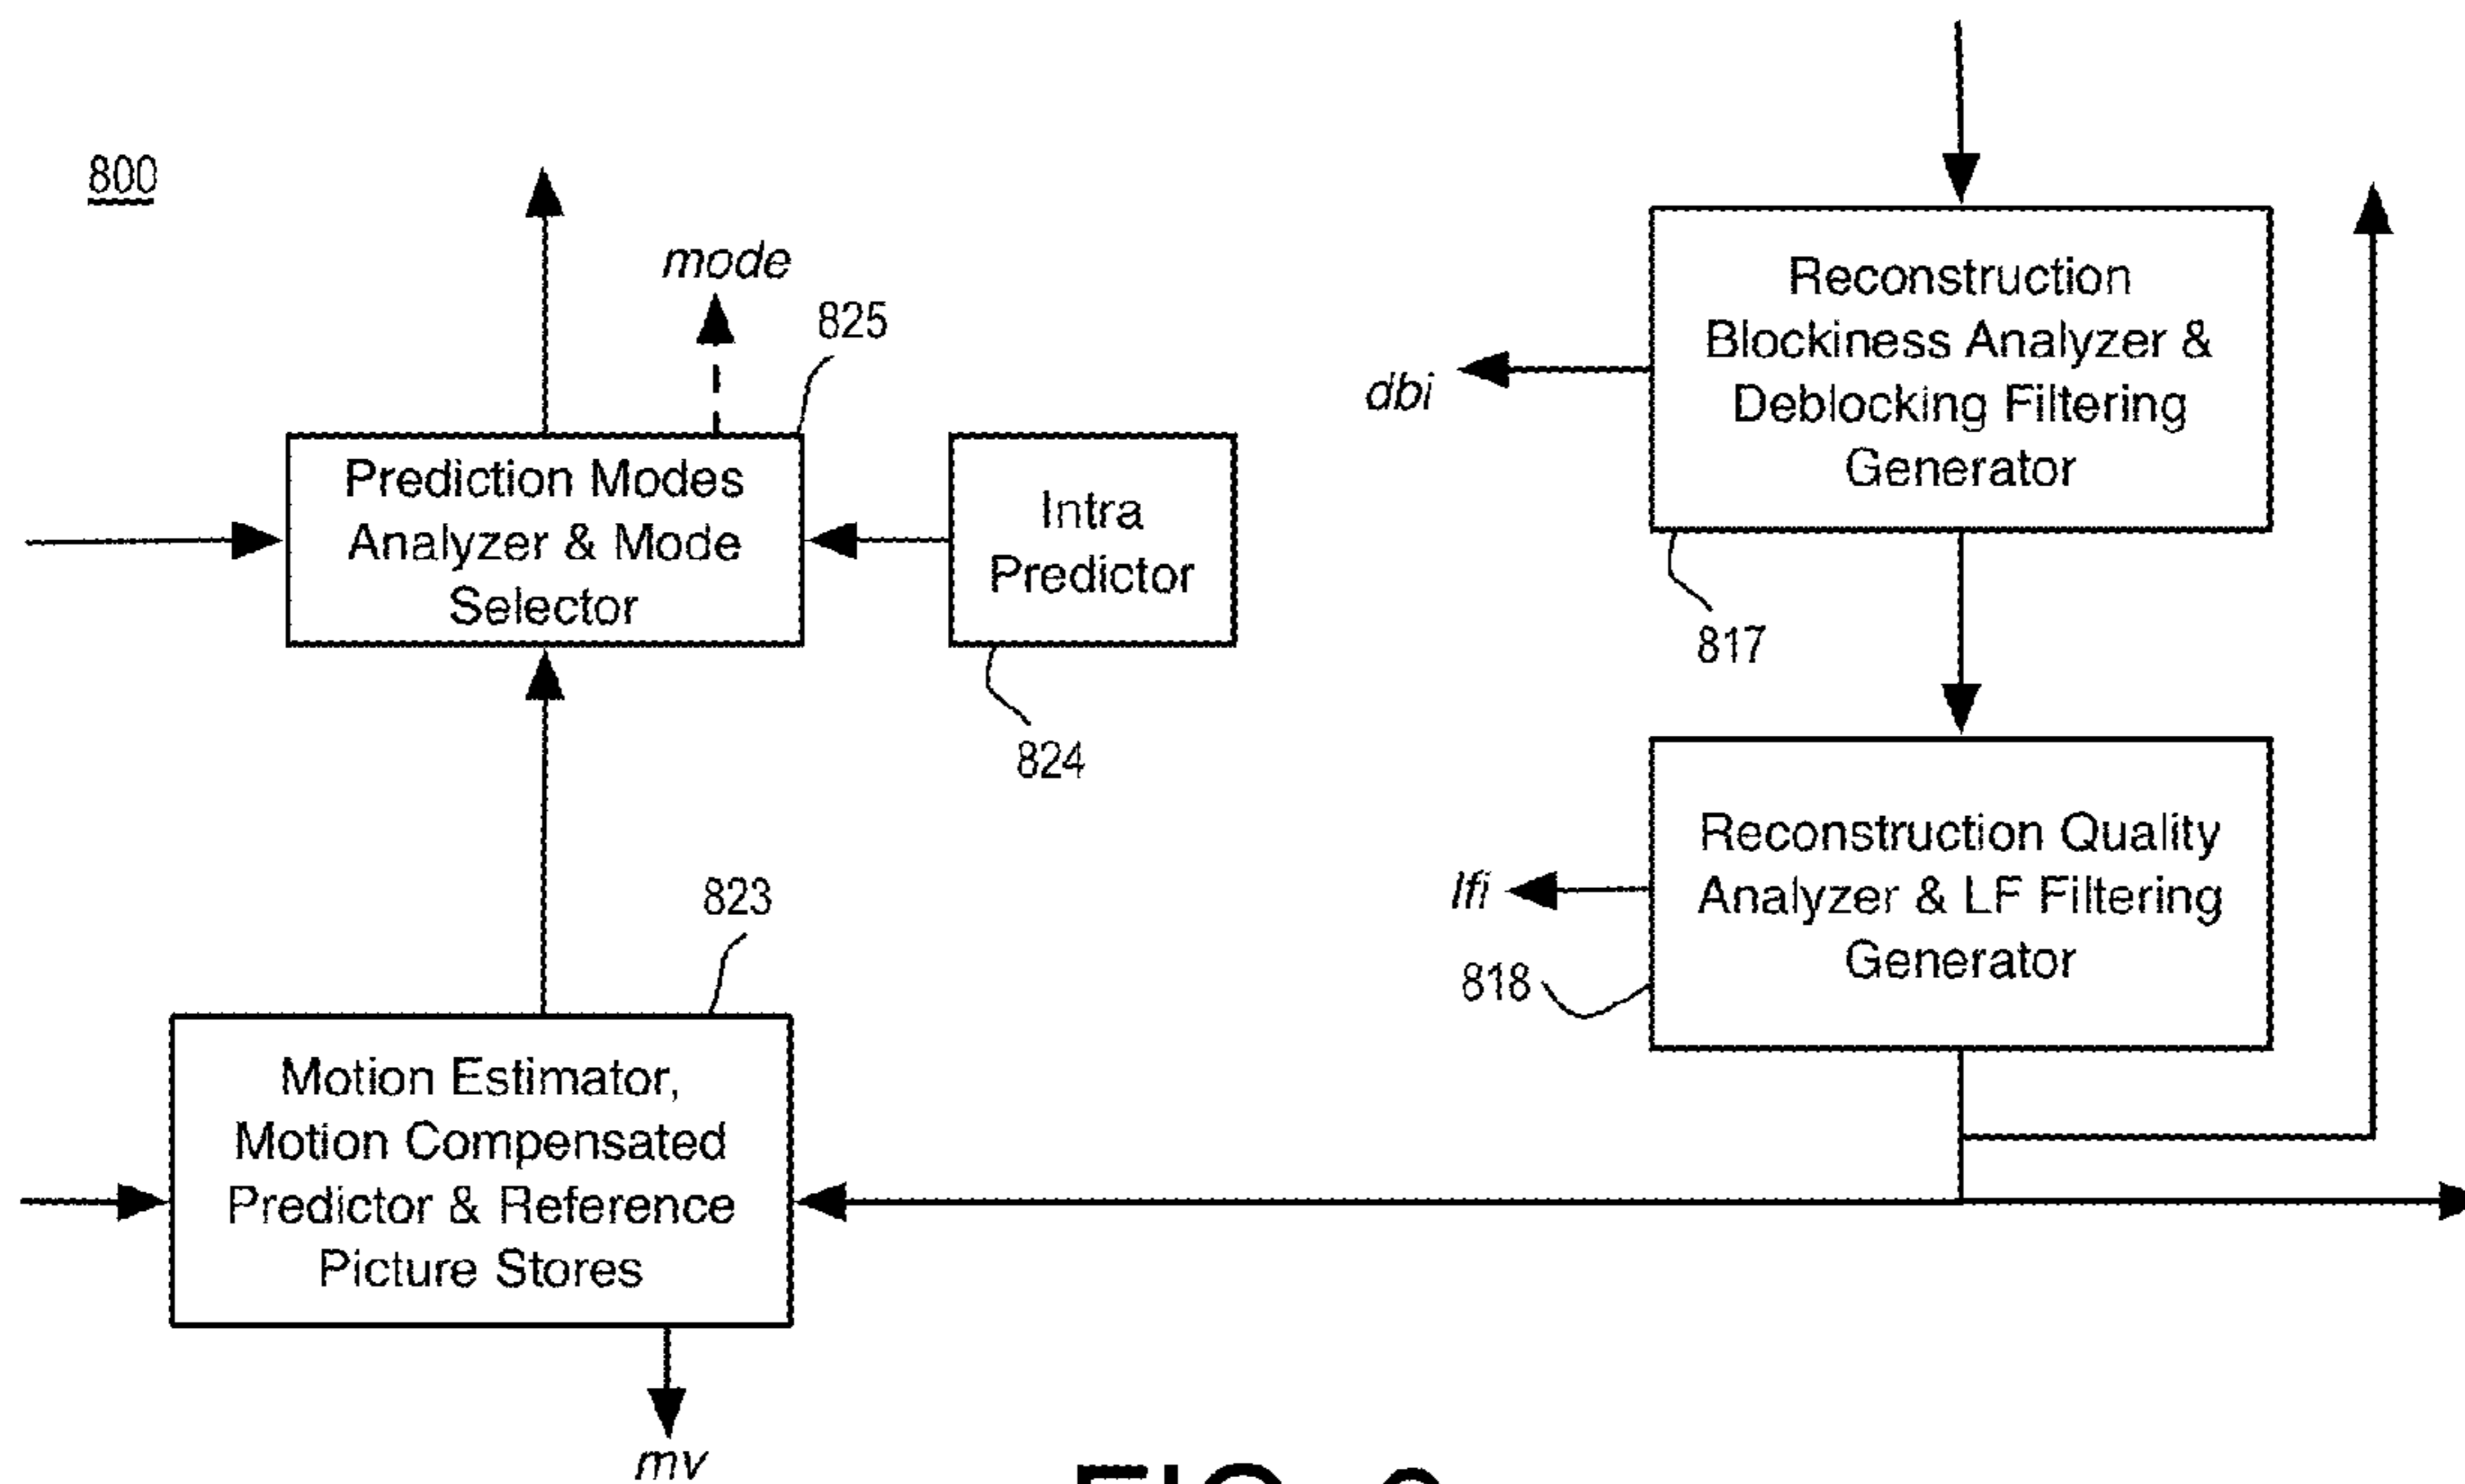 800
mode
825
Prediction Modes
Analyzer & Mode
Selector
Intra
Predictor
824
823
Motion Estimator,
Motion Compensated
Predictor & Reference
Picture Stores
mv
Reconstruction
Blockiness Analyzer &
Deblocking Filtering
Generator
dbi
817
Reconstruction Quality
Analyzer & LF Filtering
Generator
lfi
818